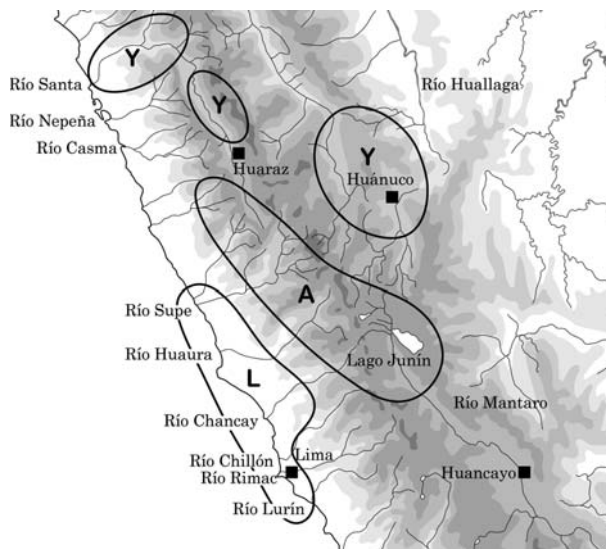 Y
Río Santa
Y
Río Huallaga
Río Nepeña
Río Casma
Huaraz
Y
Huánuco
A
Río Supe
Río Huaura
Lago Junín
L
Río Mantaro
Río Chancay
Lima
Río Chillón
Río Rimac
Huancayo
Río Lurín